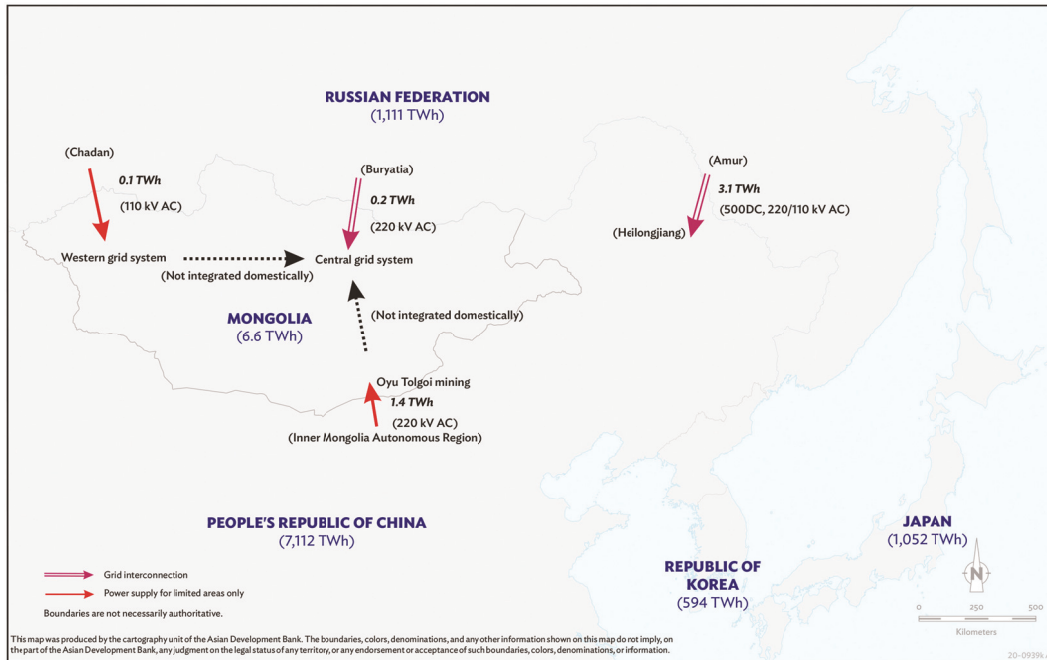 RUSSIAN FEDERATION
(1,111 TWh)
(Chadan)
0.1 TWh
(110 kV AC)
Western grid system
(Buryatia)
0.2 TWh
(220 kV AC)
Central grid system
(Amur)
3.1 TWh
(500DC, 220/110 kV AC)
(Heilongjiang)
(Not integrated domestically)
MONGOLIA
(6.6 TWh)
(Not integrated domestically)
Oyu Tolgoi mining
1.4 TWh
(220 kV AC)
(Inner Mongolia Autonomous Region)
PEOPLE'S REPUBLIC OF CHINA
(7,112 TWh)
JAPAN
(1,052 TWh)
REPUBLIC OF
KOREA
(594 TWh)
N
0 250 500
Kilometers
Grid interconnection
Power supply for limited areas only
Boundaries are not necessarily authoritative.
This map was produced by the cartography unit of the Asian Development Bank. The boundaries, colors, denominations, and any other information shown on this map do not imply, on
the part of the Asian Development Bank, any judgment on the legal status of any territory, or any endorsement or acceptance of such boundaries, colors, denominations, or information.